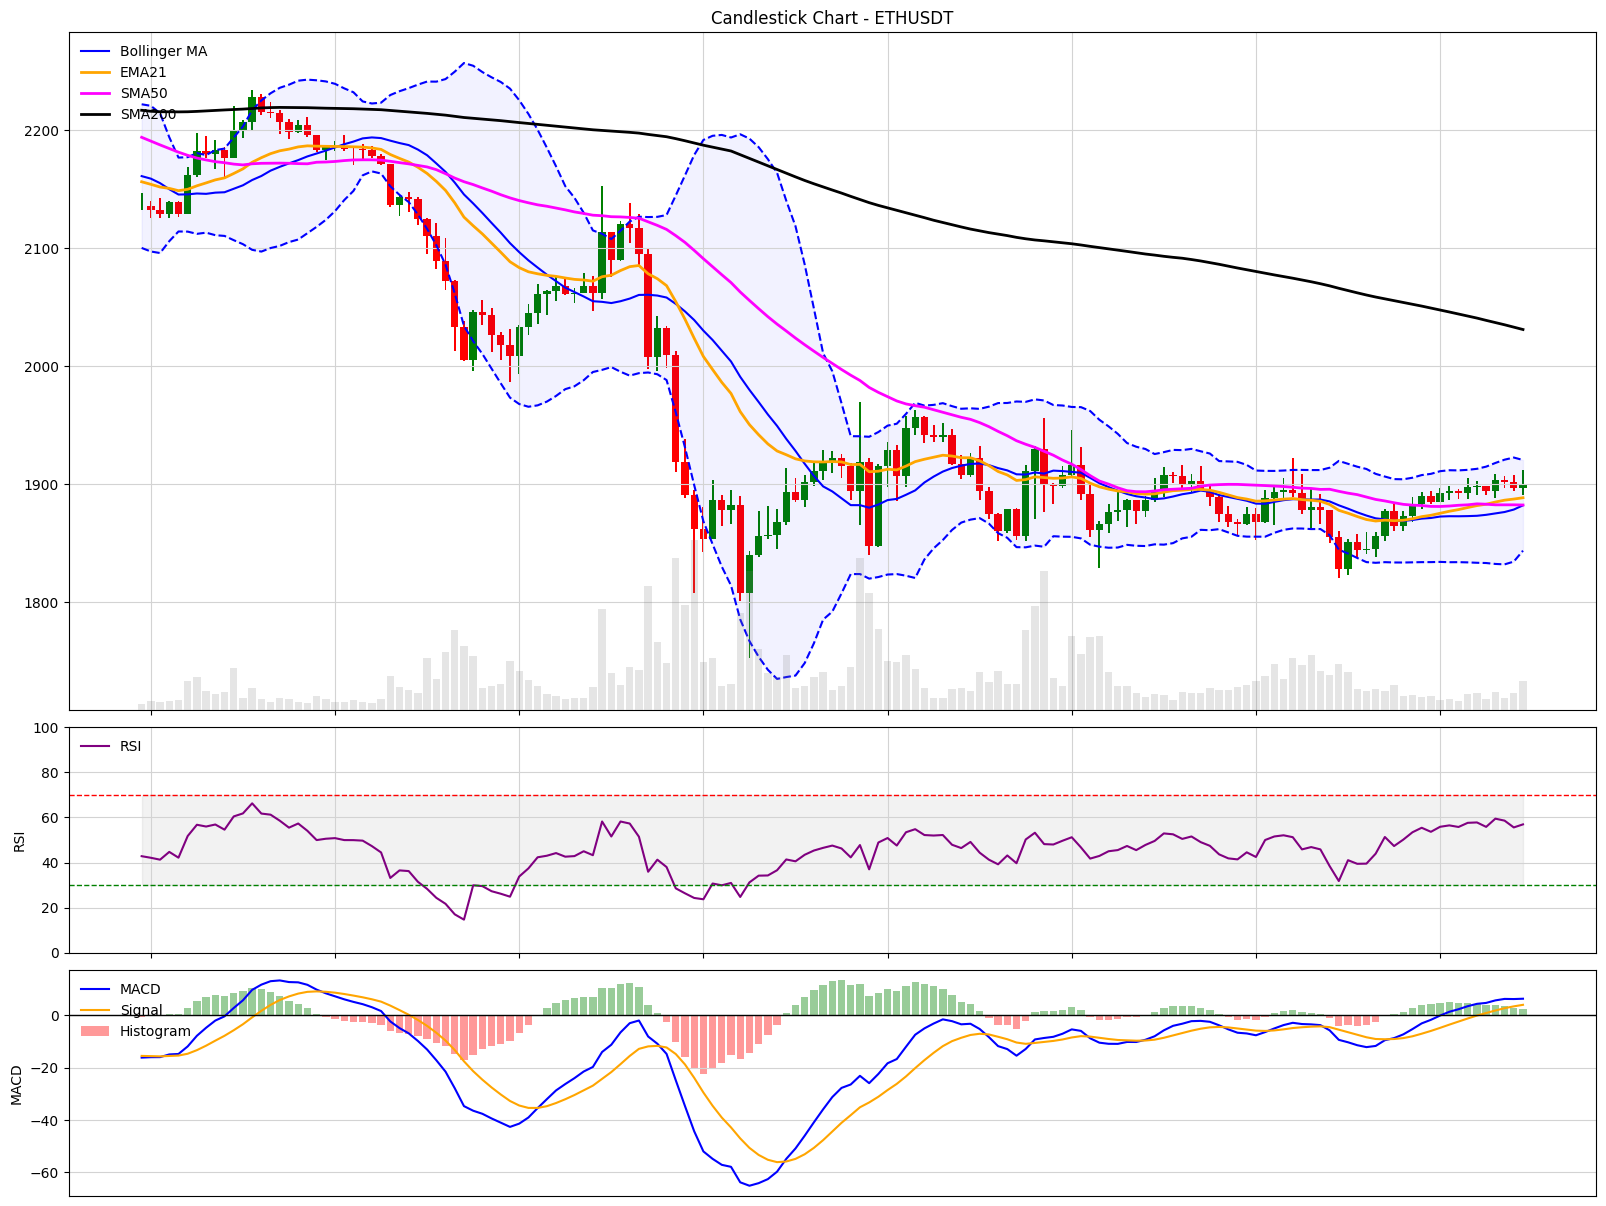 Candlestick Chart - ETHUSDT
Bollinger MA
EMA21
SMA50
SMA200
2200
2100
2000
1900
1800
100
80
60
40
20
0
RSI
RSI
0
−20
−40
−60
MACD
MACD
Signal
Histogram